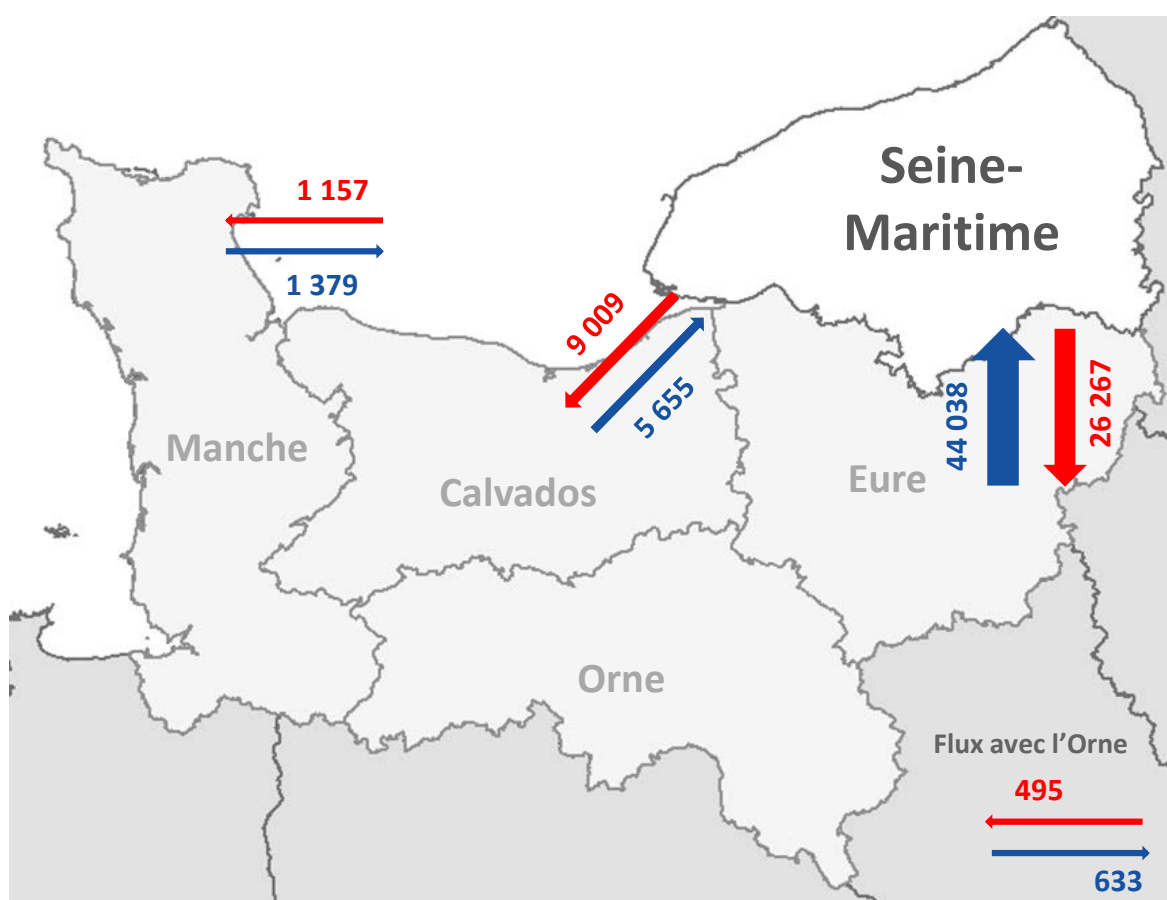 Seine-
Maritime
1 157
1 379
9 009
5 655
44 038
26 267
Manche
Calvados
Eure
Orne
Flux avec l’Orne
495
633